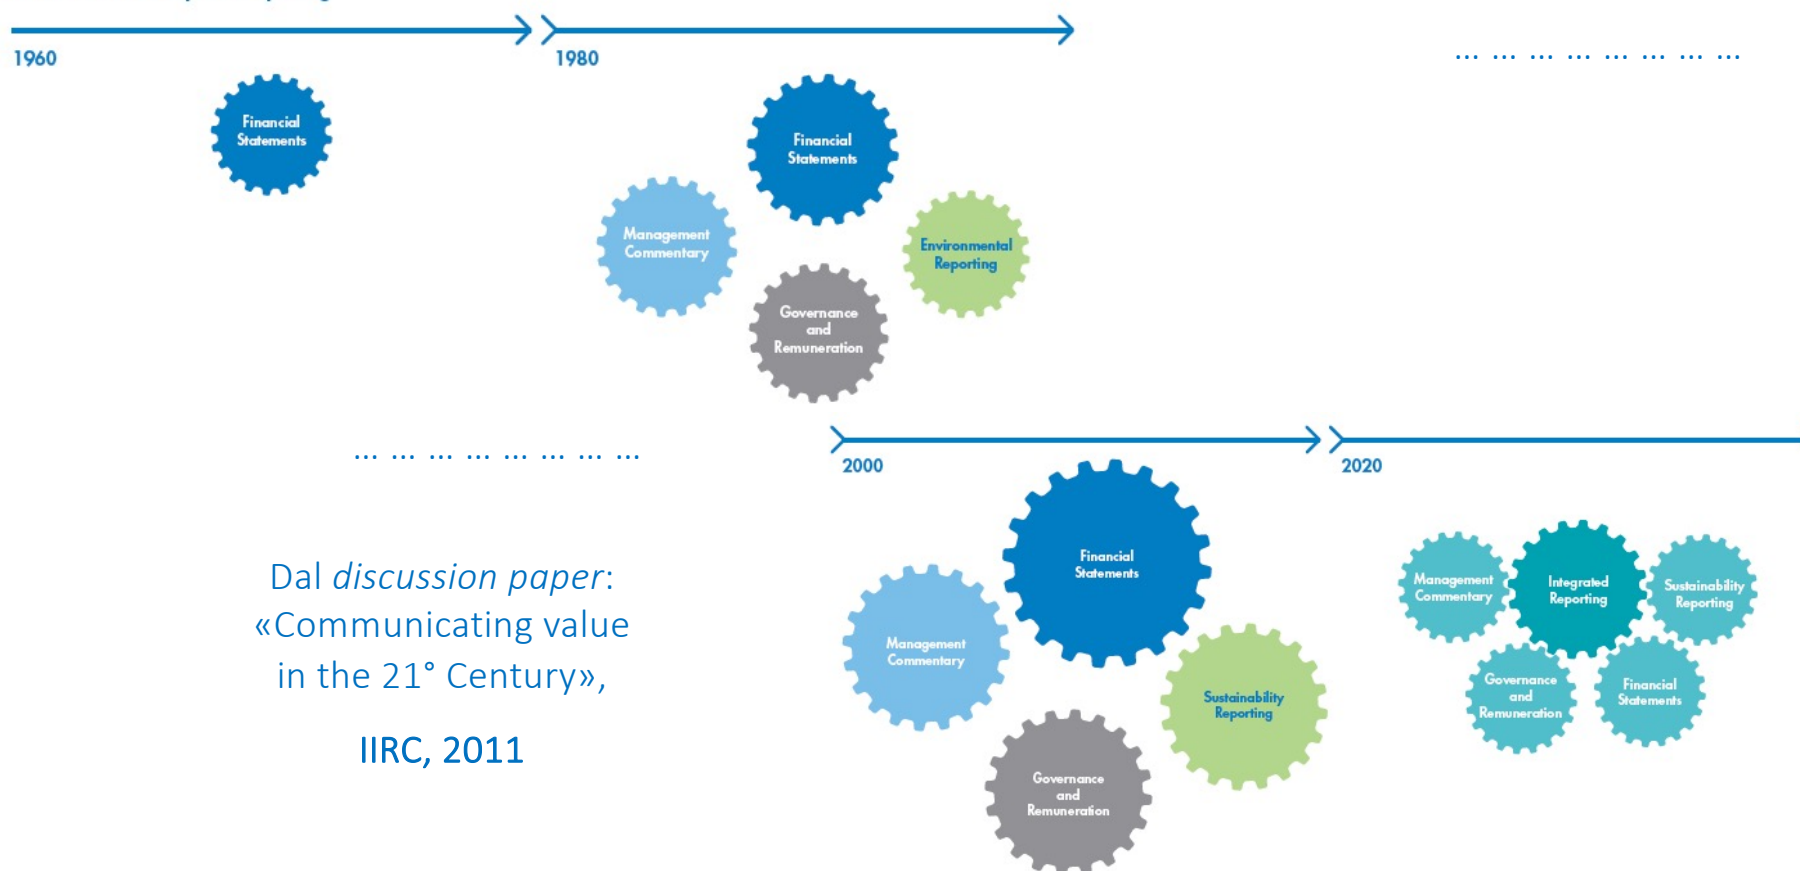 1960
1980
... ... ... ... ... ... ... ...
Financial
Statements
Financial
Statements
Management
Commentary
Environmental
Reporting
Governance
and
Remuneration
... ... ... ... ... ... ... ...
2000
2020
Financial
Statements
Management
Commentary
Sustainability
Reporting
Governance
and
Remuneration
Management
Commentary
Integrated
Reporting
Sustainability
Reporting
Governance
and
Remuneration
Financial
Statements
Dal discussion paper:
«Communicating value
in the 21° Century»,
IIRC, 2011